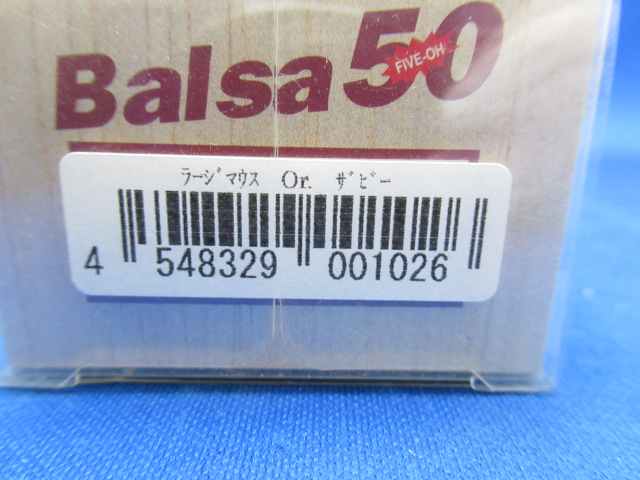 Balsa50
FIVE-OH
ﾗｰｼﾞﾏｳｽ Or. ｻﾞﾋﾞｰ
4 548329 001026